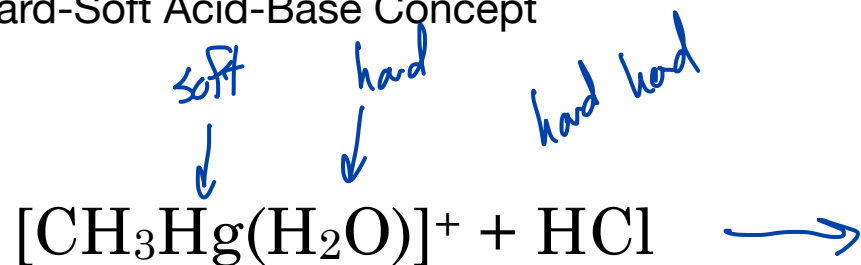 ard-Soft Acid-Base Concept
soft hard hard hard
[CH₃Hg(H₂O)]⁺ + HCl ⟶